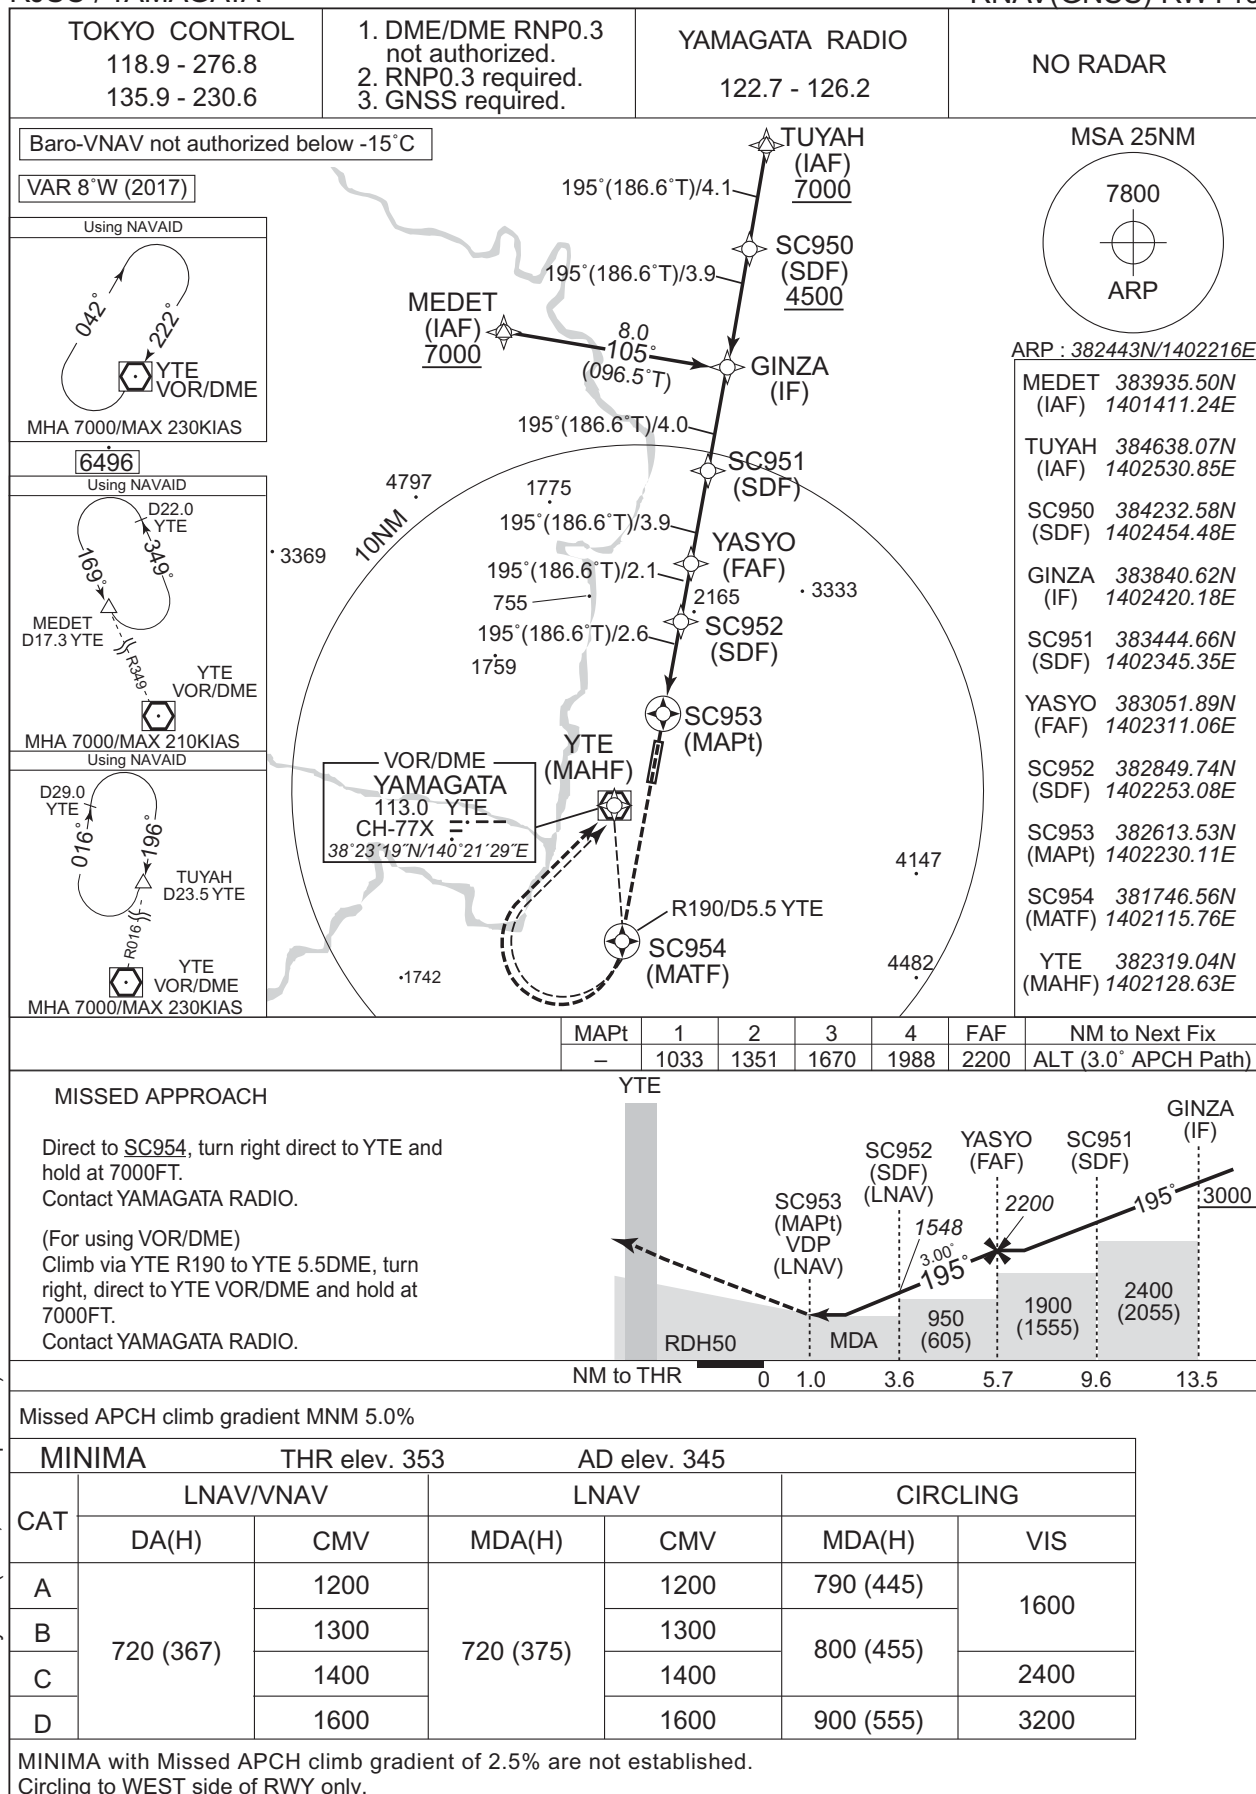 TOKYO CONTROL
118.9 - 276.8
135.9 - 230.6
1. DME/DME RNP0.3
not authorized.
2. RNP0.3 required.
3. GNSS required.
YAMAGATA RADIO
122.7 - 126.2
NO RADAR
Baro-VNAV not authorized below -15˚C
VAR 8˚W (2017)
Using NAVAID
042˚
222˚
YTE
VOR/DME
MHA 7000/MAX 230KIAS
6496
Using NAVAID
D22.0
YTE
169˚
349˚
MEDET
D17.3 YTE
R349
YTE
VOR/DME
MHA 7000/MAX 210KIAS
Using NAVAID
D29.0
YTE
016˚
196˚
TUYAH
D23.5 YTE
R016
YTE
VOR/DME
MHA 7000/MAX 230KIAS
TUYAH
(IAF)
7000
195˚(186.6˚T)/4.1
SC950
(SDF)
4500
195˚(186.6˚T)/3.9
MEDET
(IAF)
7000
8.0
105˚
(096.5˚T)
GINZA
(IF)
195˚(186.6˚T)/4.0
SC951
(SDF)
4797
1775
10NM
3369
195˚(186.6˚T)/3.9
YASYO
(FAF)
195˚(186.6˚T)/2.1
755
2165
3333
SC952
(SDF)
195˚(186.6˚T)/2.6
1759
SC953
(MAPt)
YTE
(MAHF)
VOR/DME
YAMAGATA
113.0 YTE
CH-77X
38˚23´19˝N/140˚21´29˝E
4147
R190/D5.5 YTE
SC954
(MATF)
1742
4482
MSA 25NM
7800
ARP
ARP : 382443N/1402216E
MEDET 383935.50N
(IAF) 1401411.24E
TUYAH 384638.07N
(IAF) 1402530.85E
SC950 384232.58N
(SDF) 1402454.48E
GINZA 383840.62N
(IF) 1402420.18E
SC951 383444.66N
(SDF) 1402345.35E
YASYO 383051.89N
(FAF) 1402311.06E
SC952 382849.74N
(SDF) 1402253.08E
SC953 382613.53N
(MAPt) 1402230.11E
SC954 381746.56N
(MATF) 1402115.76E
YTE 382319.04N
(MAHF) 1402128.63E
MAPt 1 2 3 4 FAF NM to Next Fix
– 1033 1351 1670 1988 2200 ALT (3.0˚ APCH Path)
MISSED APPROACH
Direct to SC954, turn right direct to YTE and
hold at 7000FT.
Contact YAMAGATA RADIO.
(For using VOR/DME)
Climb via YTE R190 to YTE 5.5DME, turn
right, direct to YTE VOR/DME and hold at
7000FT.
Contact YAMAGATA RADIO.
YTE
SC953
(MAPt)
VDP
(LNAV)
SC952
(SDF)
(LNAV)
YASYO
(FAF)
SC951
(SDF)
GINZA
(IF)
1548
2200
3.00˚
195˚
195˚
3000
RDH50
MDA
950
(605)
1900
(1555)
2400
(2055)
NM to THR 0 1.0 3.6 5.7 9.6 13.5
Missed APCH climb gradient MNM 5.0%
MINIMA THR elev. 353 AD elev. 345
CAT LNAV/VNAV LNAV CIRCLING
DA(H) CMV MDA(H) CMV MDA(H) VIS
A 720 (367) 1200 720 (375) 1200 790 (445) 1600
B 1300 1300 800 (455)
C 1400 1400 2400
D 1600 1600 900 (555) 3200
MINIMA with Missed APCH climb gradient of 2.5% are not established.
Circling to WEST side of RWY only.